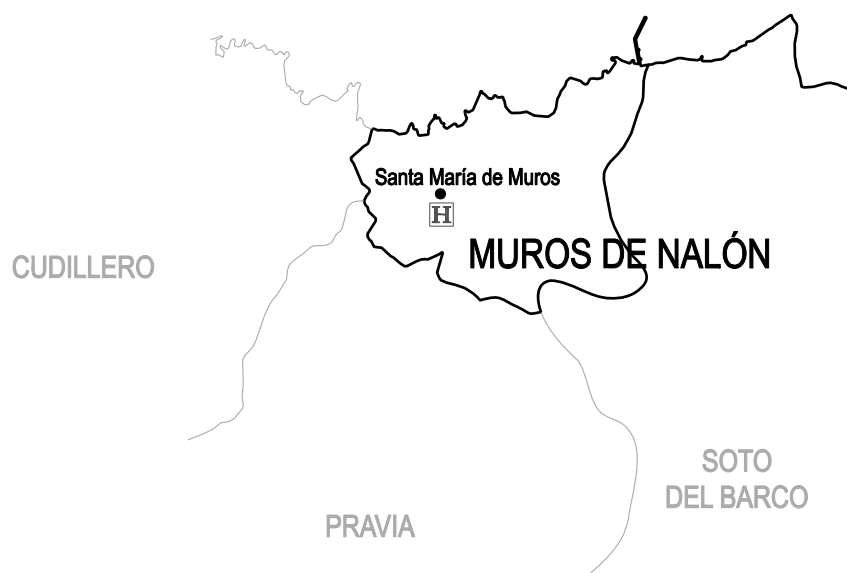 Santa María de Muros
H
MUROS DE NALÓN
CUDILLERO
SOTO
DEL BARCO
PRAVIA